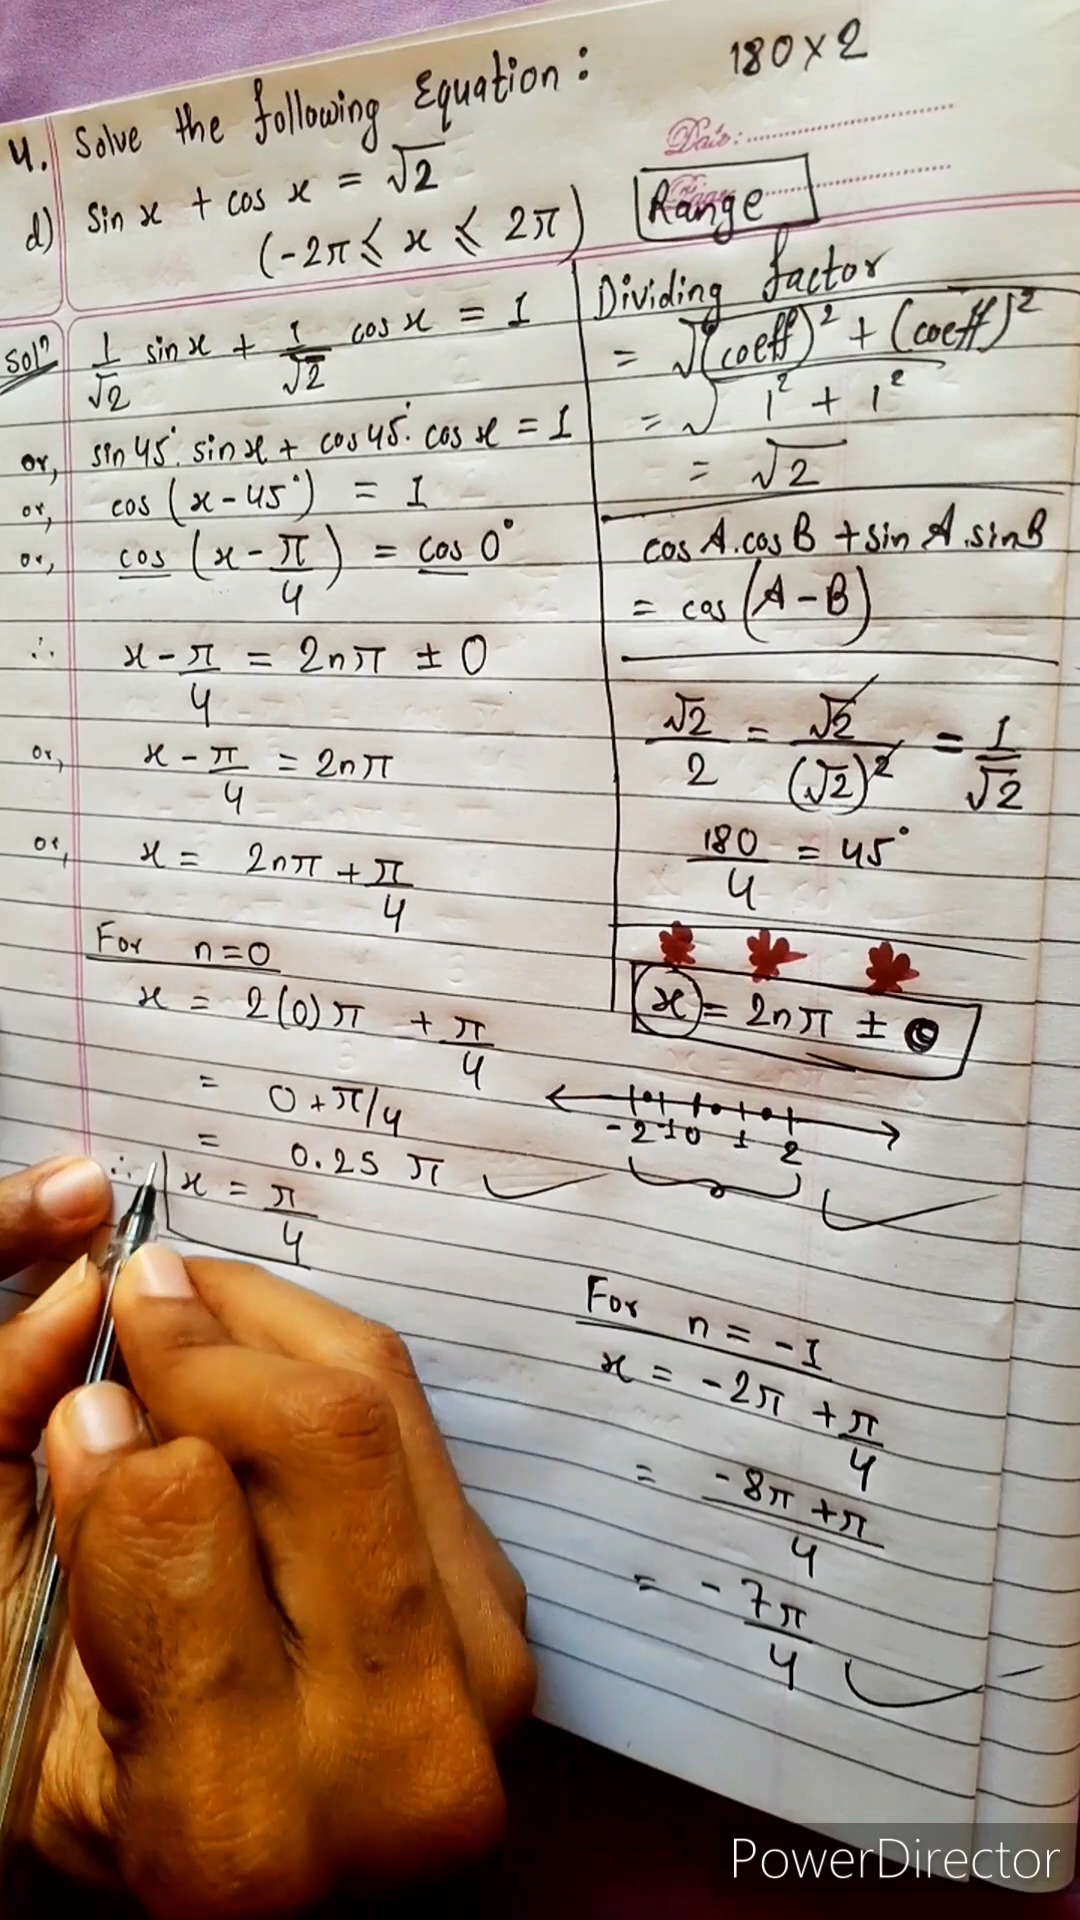 4. Solve the following Equation :
180 × 2
d) Sin x + cos x = √2
(-2π ⩽ x ⩽ 2π)
Date:
Range
Solⁿ
1/√2 sin x + 1/√2 cos x = 1
or, sin 45°. sin x + cos 45°. cos x = 1
or, cos (x - 45°) = 1
or, cos (x - π/4) = cos 0°
∴ x - π/4 = 2nπ ± 0
or, x - π/4 = 2nπ
or, x = 2nπ + π/4
For n=0
x = 2(0)π + π/4
= 0 + π/4
= 0.25 π
∴ x = π/4
Dividing factor
= √(coeff)² + (coeff)²
= √1² + 1²
= √2
cos A. cos B + sin A. sin B
= cos (A - B)
√2/2 = √2/(√2)² = 1/√2
180/4 = 45°
x = 2nπ ±
-2 -1 0 1 2
For n = -1
x = -2π + π/4
= -8π + π/4
= -7π/4
PowerDirector